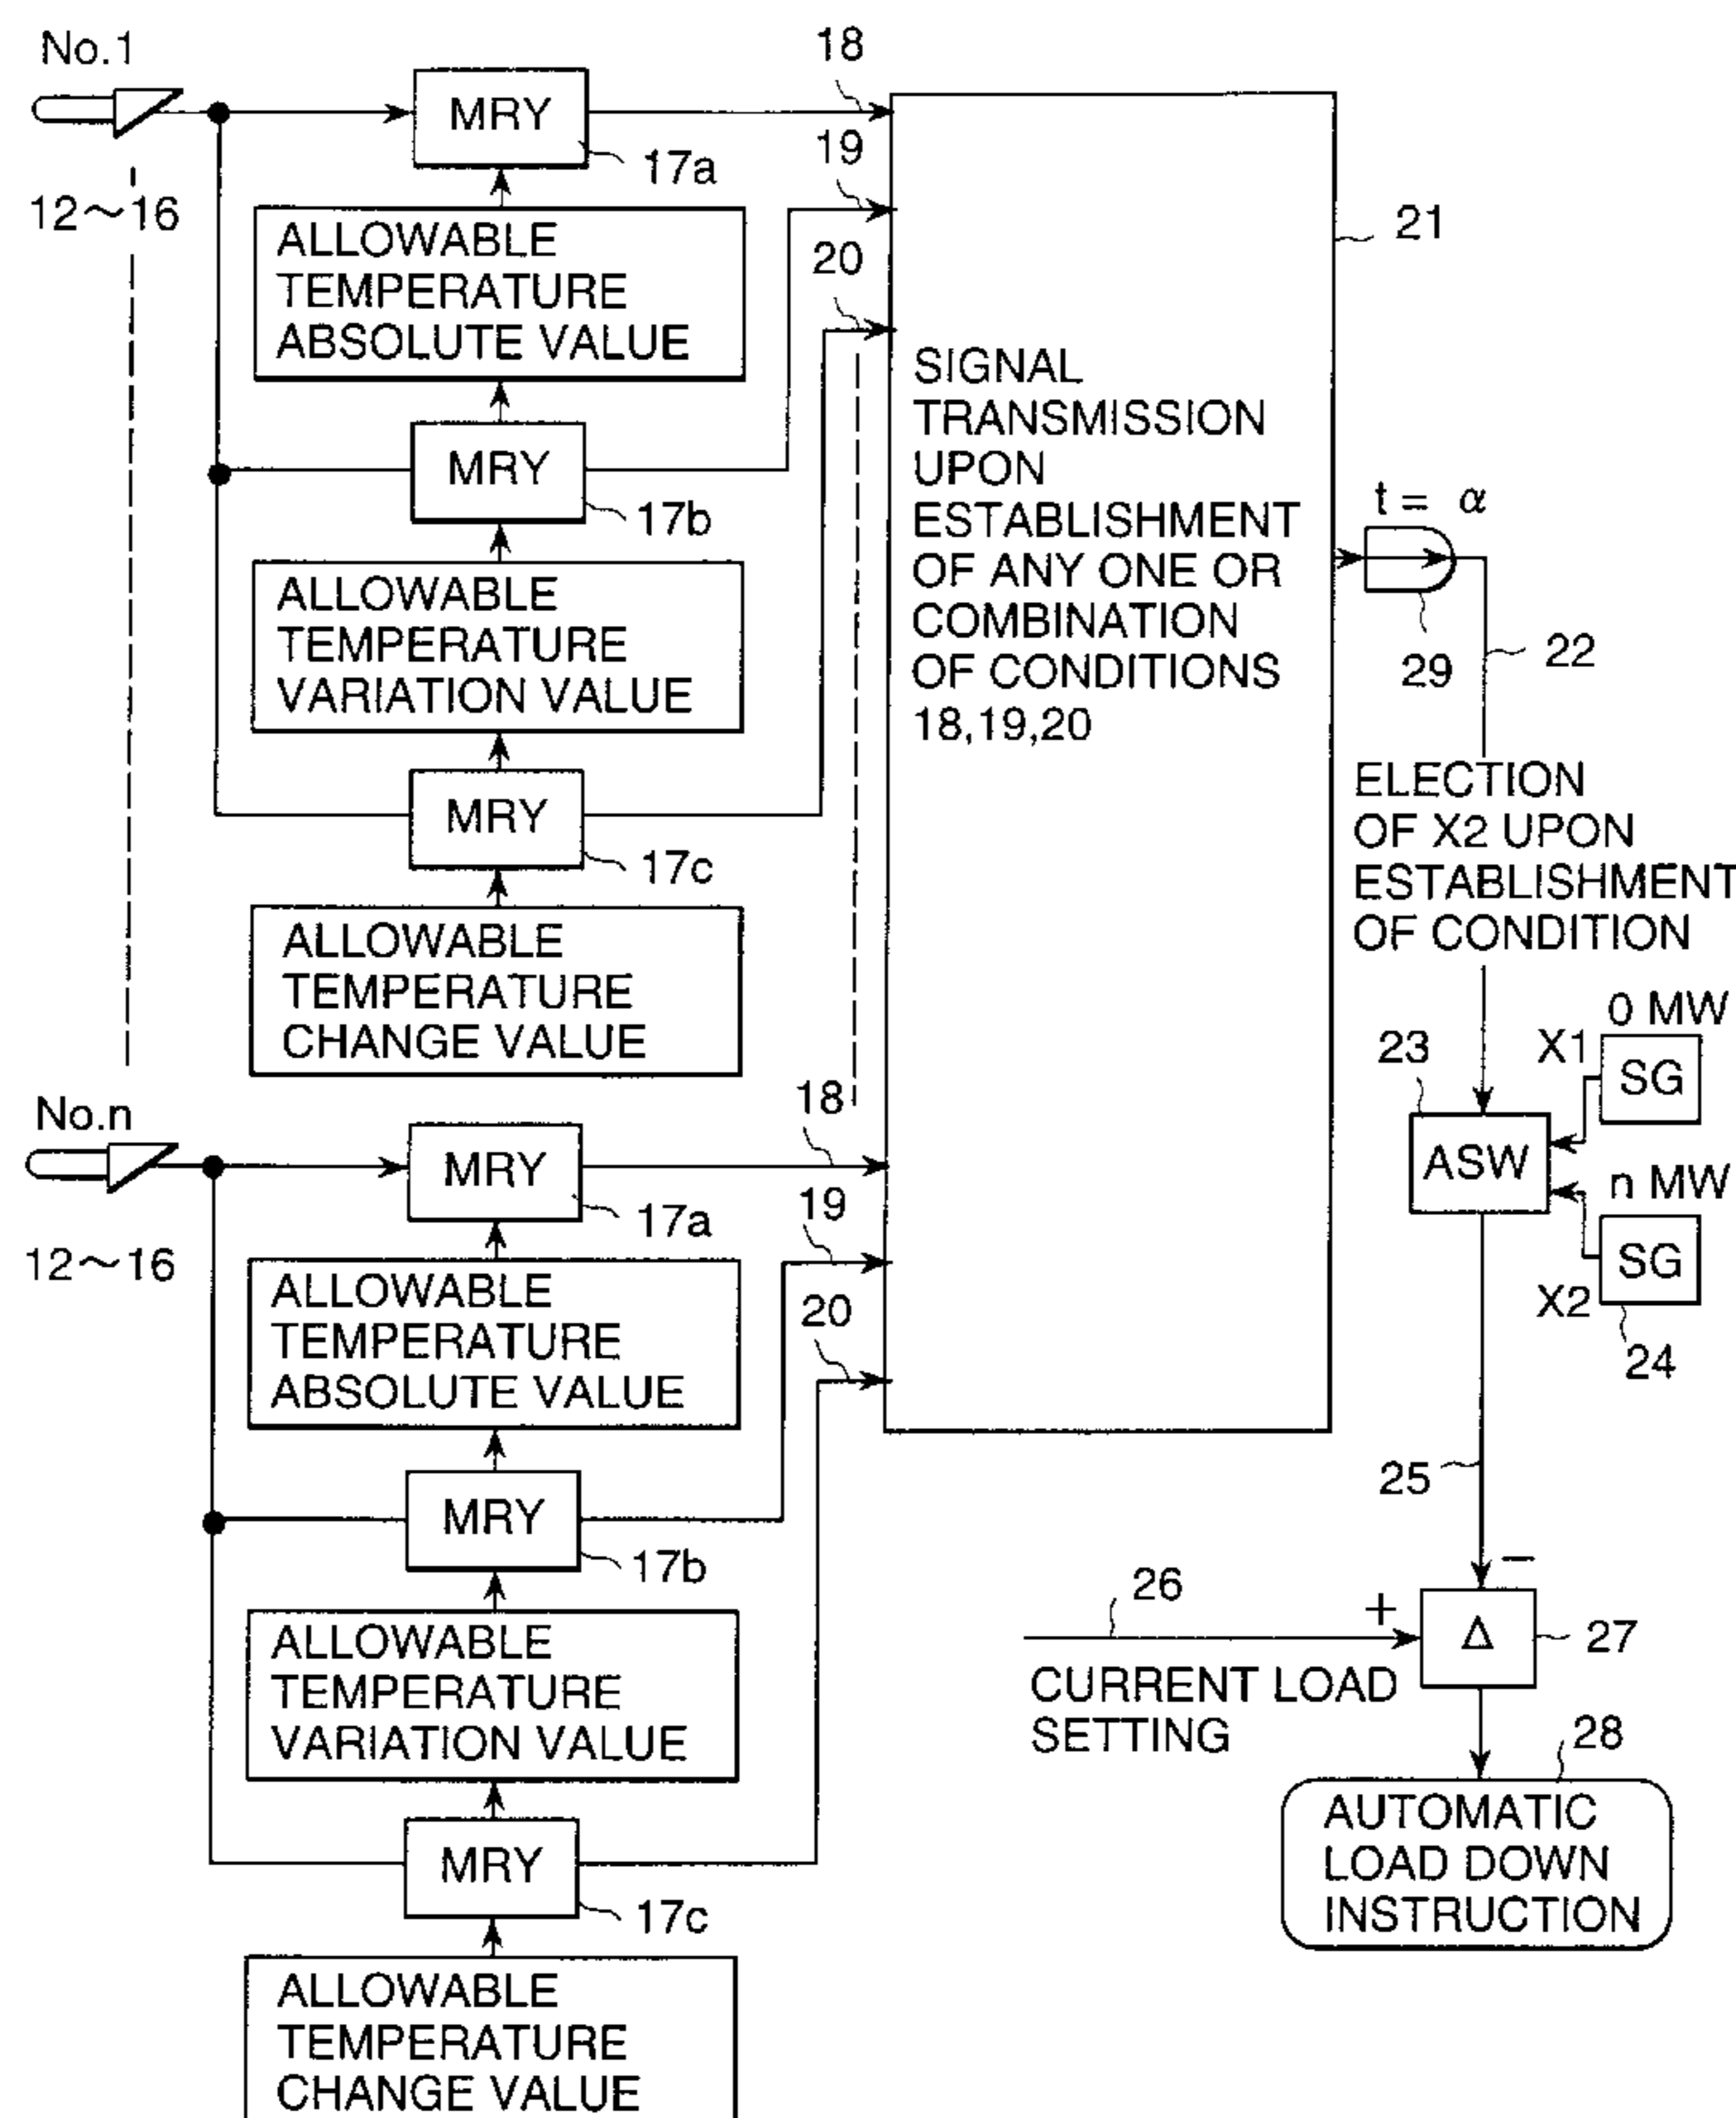 No.1
12～16
MRY
17a
ALLOWABLE
TEMPERATURE
ABSOLUTE VALUE
MRY
17b
ALLOWABLE
TEMPERATURE
VARIATION VALUE
MRY
17c
ALLOWABLE
TEMPERATURE
CHANGE VALUE
18
19
20
No.n
12～16
MRY
17a
ALLOWABLE
TEMPERATURE
ABSOLUTE VALUE
MRY
17b
ALLOWABLE
TEMPERATURE
VARIATION VALUE
MRY
17c
ALLOWABLE
TEMPERATURE
CHANGE VALUE
18
19
20
21
SIGNAL
TRANSMISSION
UPON
ESTABLISHMENT
OF ANY ONE OR
COMBINATION
OF CONDITIONS
18,19,20
t = α
29
22
ELECTION
OF X2 UPON
ESTABLISHMENT
OF CONDITION
23
ASW
X1
0 MW
SG
n MW
SG
X2
24
25
−
26
+
CURRENT LOAD
SETTING
Δ
27
28
AUTOMATIC
LOAD DOWN
INSTRUCTION